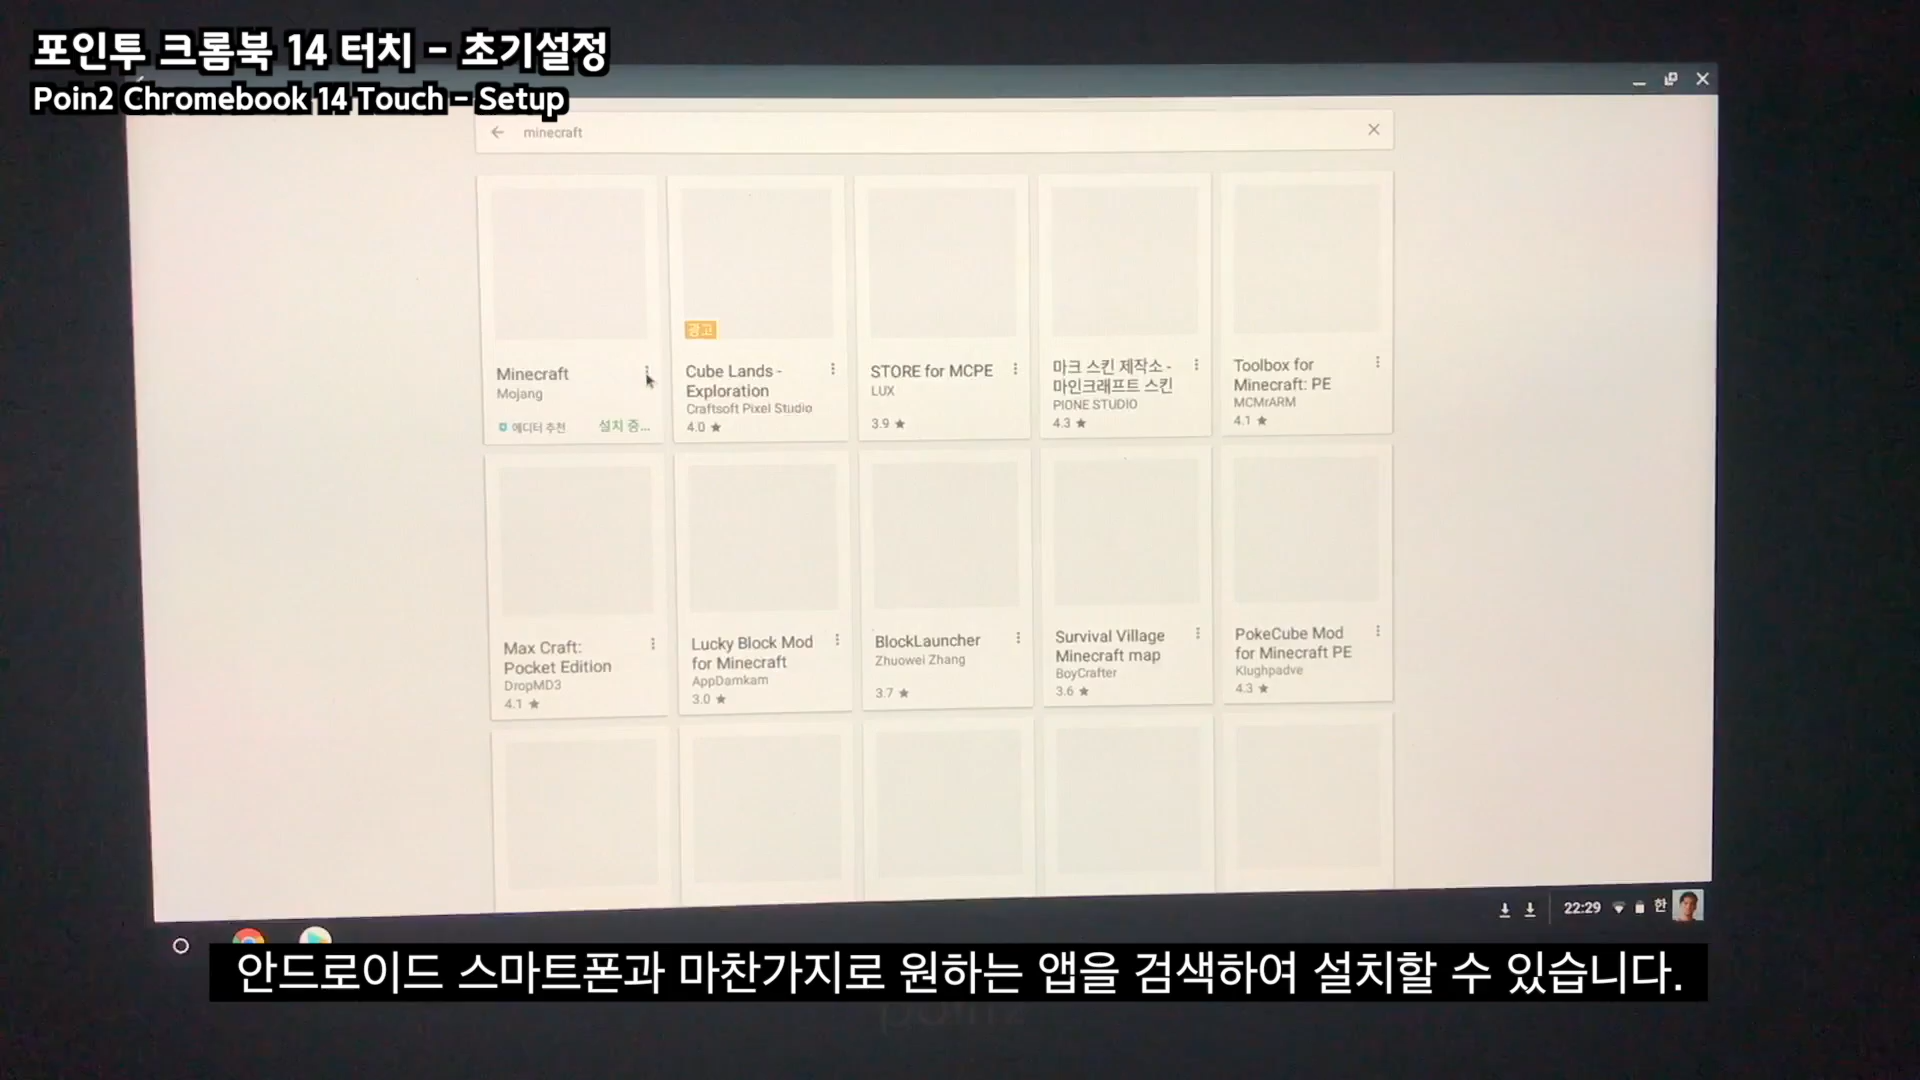 포인투 크롬북 14 터치 - 초기설정
Poin2 Chromebook 14 Touch - Setup
minecraft
광고
Minecraft
Mojang
에디터 추천
설치 중...
Cube Lands -
Exploration
Craftsoft Pixel Studio
4.0 ★
STORE for MCPE
LUX
3.9 ★
마크 스킨 제작소 -
마인크래프트 스킨
PIONE STUDIO
4.3 ★
Toolbox for
Minecraft: PE
MCMrARM
4.1 ★
Max Craft:
Pocket Edition
DropMD3
4.1 ★
Lucky Block Mod
for Minecraft
AppDamkam
3.0 ★
BlockLauncher
Zhuowei Zhang
3.7 ★
Survival Village
Minecraft map
BoyCrafter
3.6 ★
PokeCube Mod
for Minecraft PE
Klughpadve
4.3 ★
22:29
한
안드로이드 스마트폰과 마찬가지로 원하는 앱을 검색하여 설치할 수 있습니다.